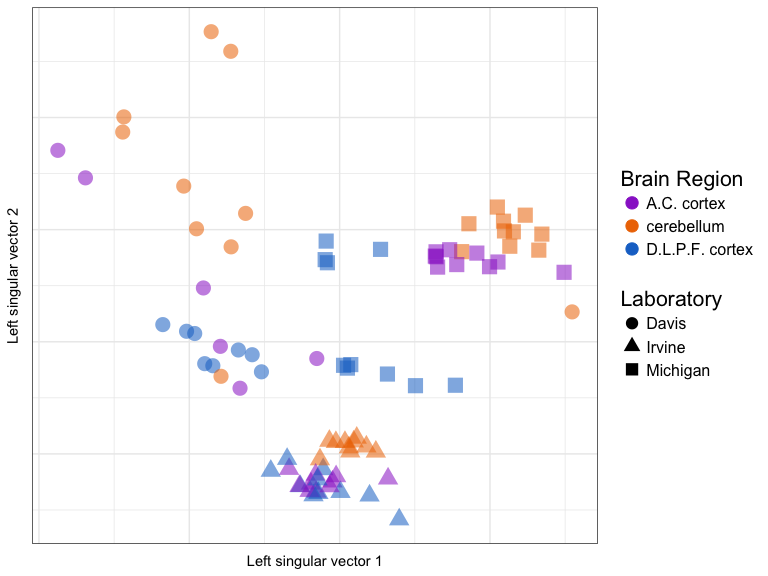 Left singular vector 2
Left singular vector 1
Brain Region
A.C. cortex
cerebellum
D.L.P.F. cortex
Laboratory
Davis
Irvine
Michigan